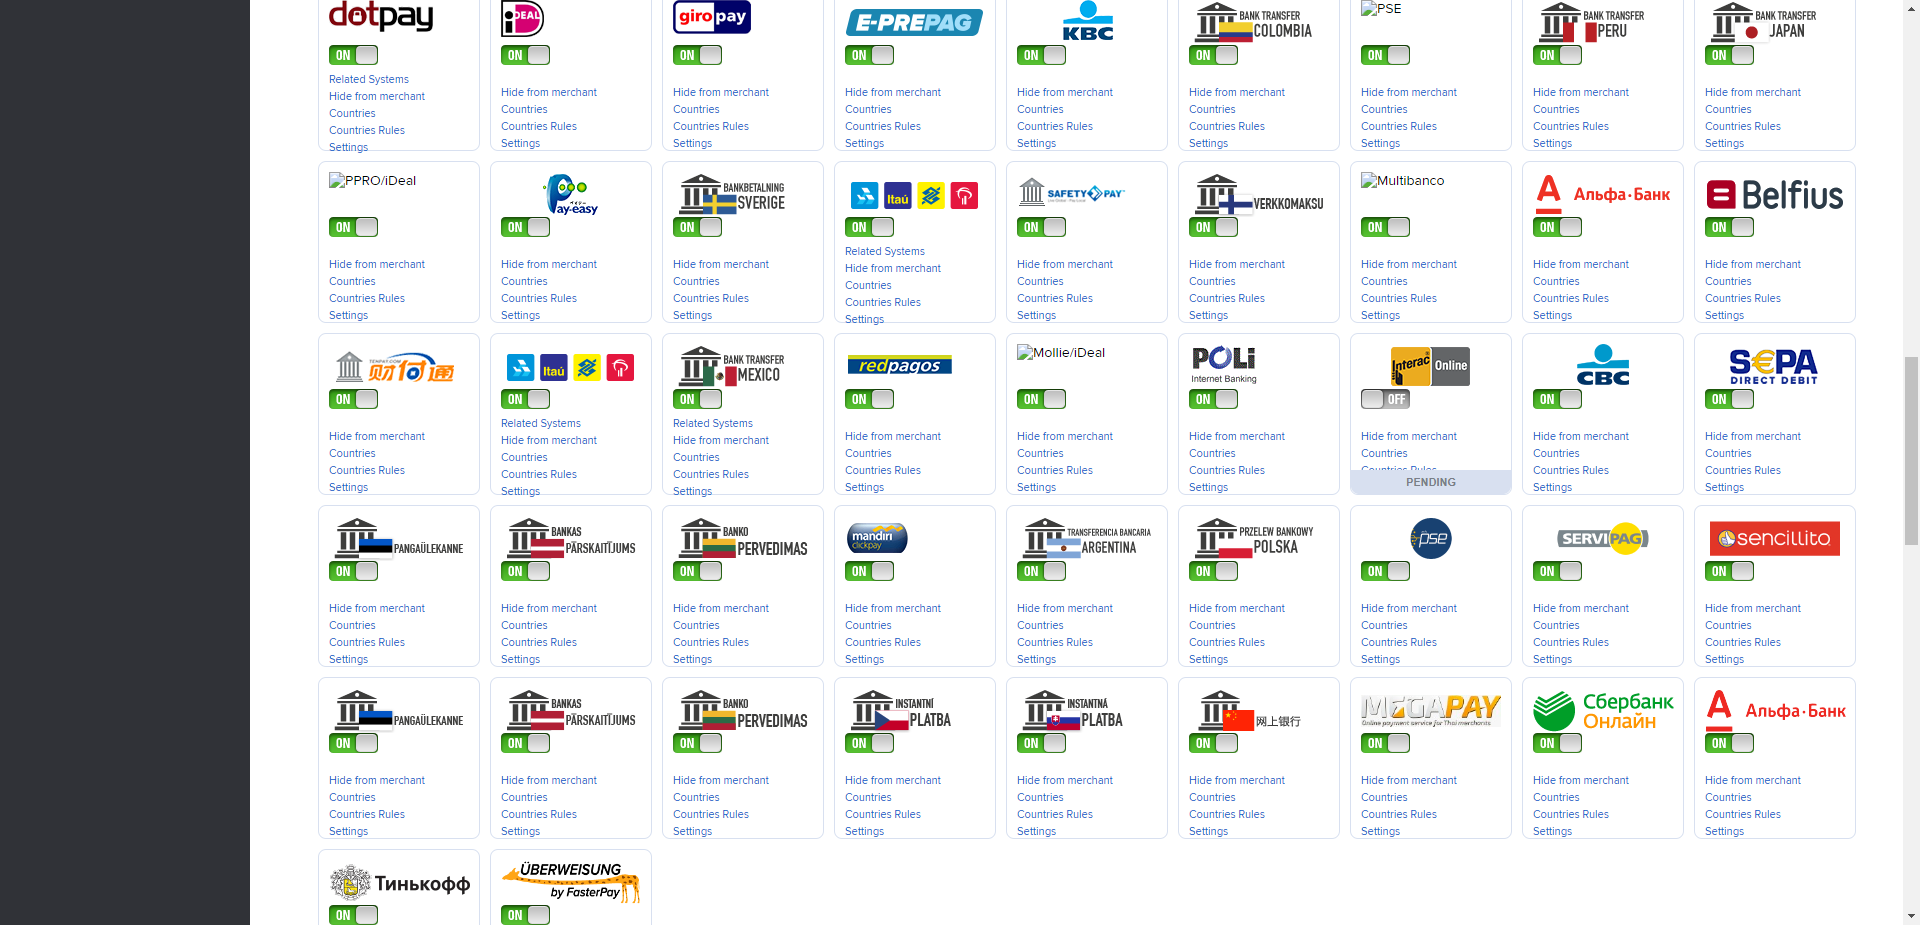 dotpay
iDEAL
giropay
E-PREPAG
KBC
BANK TRANSFER
COLOMBIA
PSE
BANK TRANSFER
PERU
BANK TRANSFER
JAPAN
ON
ON
ON
ON
ON
ON
ON
ON
ON
Related Systems
Hide from merchant
Countries
Countries Rules
Settings
Hide from merchant
Countries
Countries Rules
Settings
Hide from merchant
Countries
Countries Rules
Settings
Hide from merchant
Countries
Countries Rules
Settings
Hide from merchant
Countries
Countries Rules
Settings
Hide from merchant
Countries
Countries Rules
Settings
Hide from merchant
Countries
Countries Rules
Settings
Hide from merchant
Countries
Countries Rules
Settings
Hide from merchant
Countries
Countries Rules
Settings
PPRO/iDeal
ペイジー
Pay-easy
BANKBETALNING
SVERIGE
Itaú
SAFETY PAY
VERKKOMAKSU
Multibanco
Альфа·Банк
Belfius
ON
ON
ON
ON
ON
ON
ON
ON
ON
Hide from merchant
Countries
Countries Rules
Settings
Hide from merchant
Countries
Countries Rules
Settings
Hide from merchant
Countries
Countries Rules
Settings
Related Systems
Hide from merchant
Countries
Countries Rules
Settings
Hide from merchant
Countries
Countries Rules
Settings
Hide from merchant
Countries
Countries Rules
Settings
Hide from merchant
Countries
Countries Rules
Settings
Hide from merchant
Countries
Countries Rules
Settings
Hide from merchant
Countries
Countries Rules
Settings
TENPAY.COM
财付通
Itaú
BANK TRANSFER
MEXICO
redpagos
Mollie/iDeal
POLi
Internet Banking
Interac Online
CBC
S€PA
DIRECT DEBIT
ON
ON
ON
ON
ON
ON
OFF
ON
ON
Hide from merchant
Countries
Countries Rules
Settings
Related Systems
Hide from merchant
Countries
Countries Rules
Settings
Related Systems
Hide from merchant
Countries
Countries Rules
Settings
Hide from merchant
Countries
Countries Rules
Settings
Hide from merchant
Countries
Countries Rules
Settings
Hide from merchant
Countries
Countries Rules
Settings
Hide from merchant
Countries
Countries Rules
PENDING
Hide from merchant
Countries
Countries Rules
Settings
Hide from merchant
Countries
Countries Rules
Settings
PANGAÜLEKANNE
BANKAS
PĀRSKAITĪJUMS
BANKO
PERVEDIMAS
mandiri
clickpay
TRANSFERENCIA BANCARIA
ARGENTINA
PRZELEW BANKOWY
POLSKA
pse
SERVIPAG
sencillito
ON
ON
ON
ON
ON
ON
ON
ON
ON
Hide from merchant
Countries
Countries Rules
Settings
Hide from merchant
Countries
Countries Rules
Settings
Hide from merchant
Countries
Countries Rules
Settings
Hide from merchant
Countries
Countries Rules
Settings
Hide from merchant
Countries
Countries Rules
Settings
Hide from merchant
Countries
Countries Rules
Settings
Hide from merchant
Countries
Countries Rules
Settings
Hide from merchant
Countries
Countries Rules
Settings
Hide from merchant
Countries
Countries Rules
Settings
PANGAÜLEKANNE
BANKAS
PĀRSKAITĪJUMS
BANKO
PERVEDIMAS
INSTANTNÍ
PLATBA
INSTANTNÁ
PLATBA
网上银行
MEGAPAY
Online payment service for Thai merchants
Сбербанк
Онлайн
Альфа·Банк
ON
ON
ON
ON
ON
ON
ON
ON
ON
Hide from merchant
Countries
Countries Rules
Settings
Hide from merchant
Countries
Countries Rules
Settings
Hide from merchant
Countries
Countries Rules
Settings
Hide from merchant
Countries
Countries Rules
Settings
Hide from merchant
Countries
Countries Rules
Settings
Hide from merchant
Countries
Countries Rules
Settings
Hide from merchant
Countries
Countries Rules
Settings
Hide from merchant
Countries
Countries Rules
Settings
Hide from merchant
Countries
Countries Rules
Settings
Тинькофф
ÜBERWEISUNG
by FasterPay
ON
ON